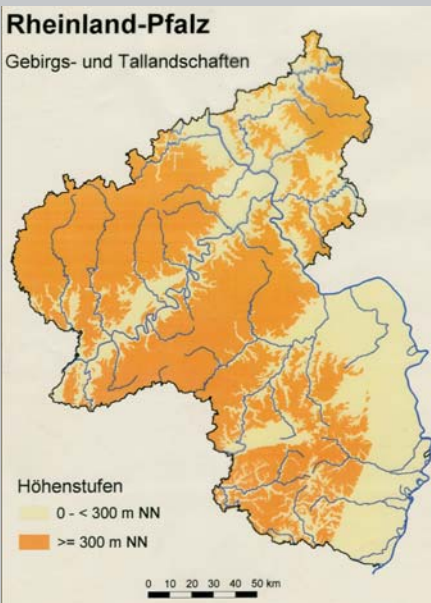 Rheinland-Pfalz
Gebirgs- und Tallandschaften
Höhenstufen
0 - < 300 m NN
>= 300 m NN
0 10 20 30 40 50 km